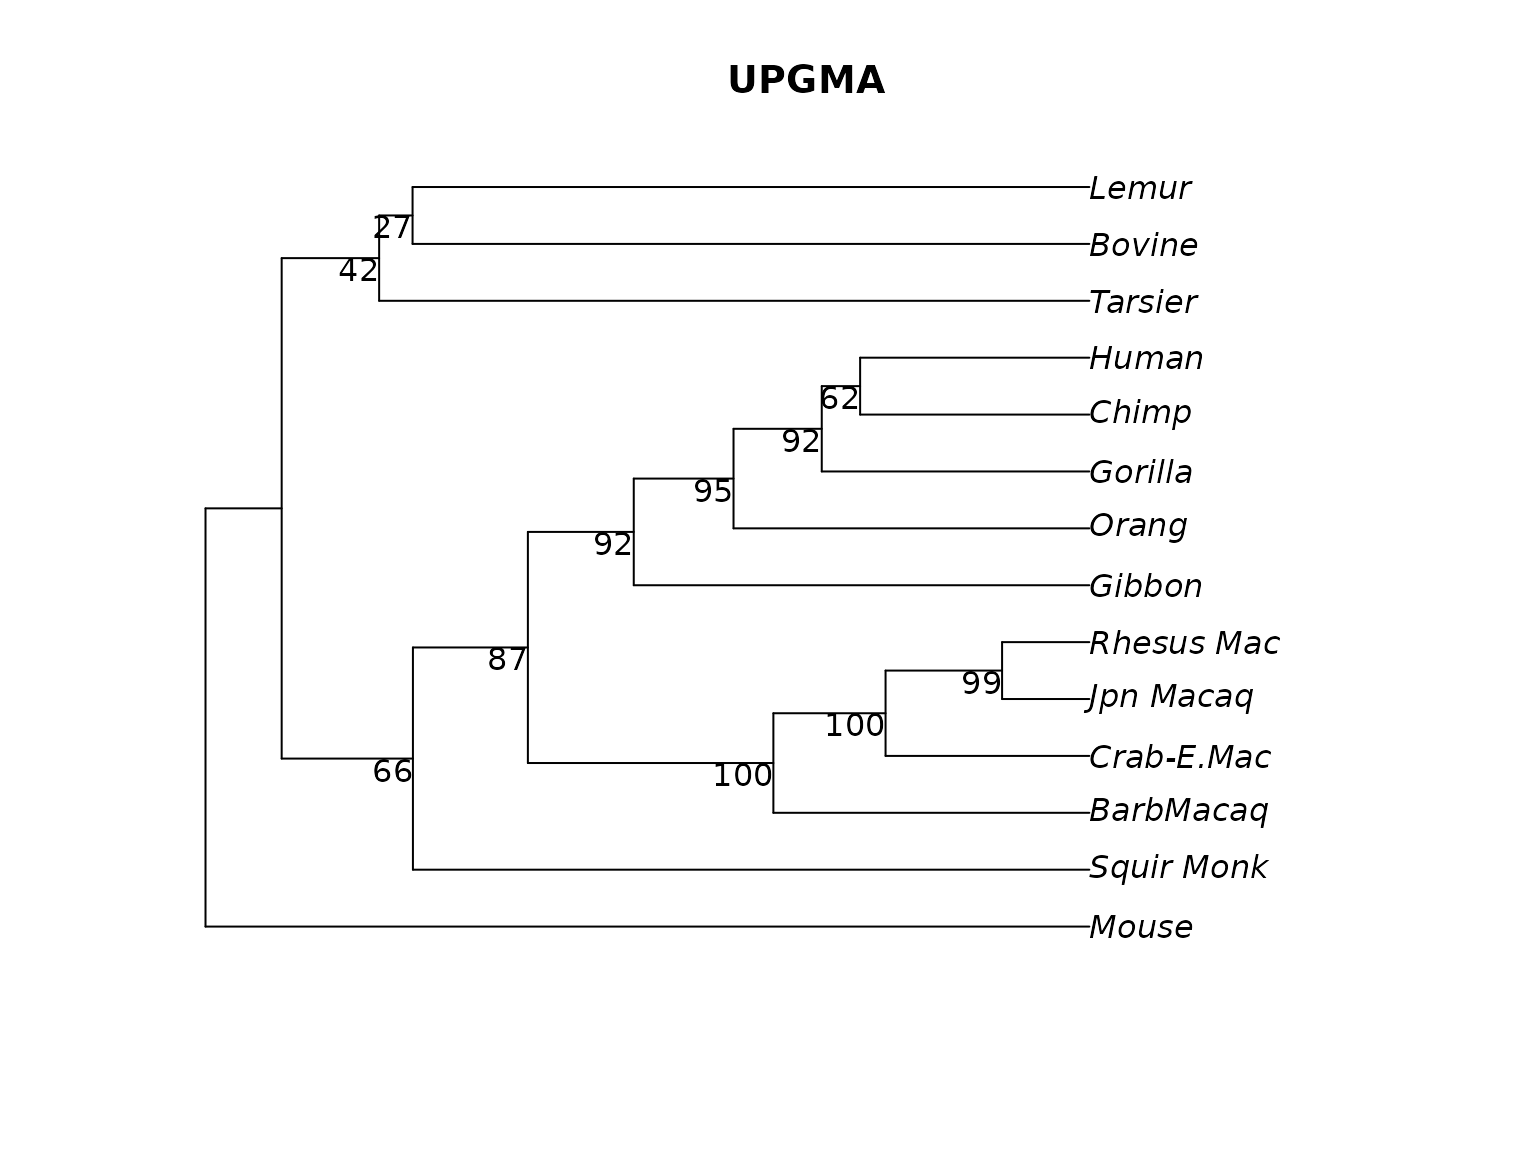 UPGMA
Lemur
27
Bovine
42
Tarsier
Human
62
Chimp
92
Gorilla
95
Orang
92
Gibbon
Rhesus Mac
87
99
Jpn Macaq
100
Crab-E.Mac
66
100
BarbMacaq
Squir Monk
Mouse